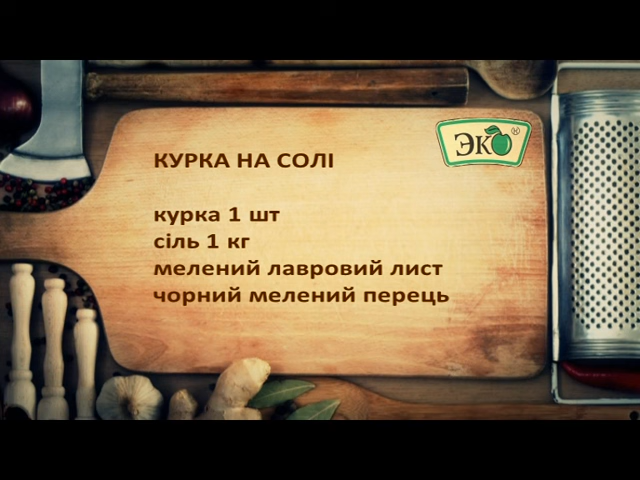 ЭКО
КУРКА НА СОЛІ
курка 1 шт
сіль 1 кг
мелений лавровий лист
чорний мелений перець